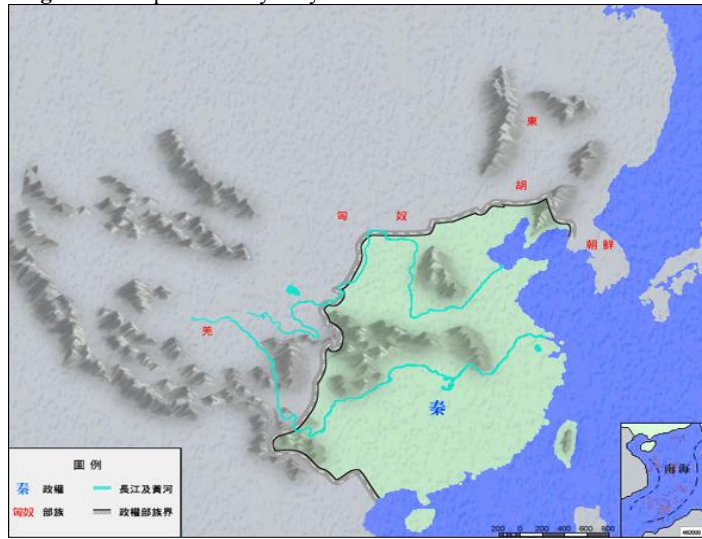 東
胡
匈 奴
朝 鮮
羌
秦
圖 例
秦 政權
長江及黃河
匈奴 部族
政權部族界
南海
200 0 200 400 600 800